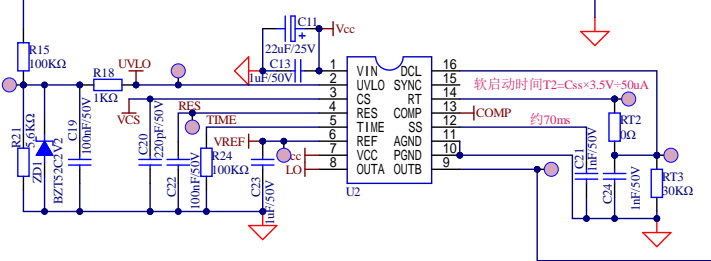 C11
Vcc
22uF/25V
C13
1uF/50V
R15
100KΩ
UVLO
R18
1KΩ
VCS
RES
TIME
VREF
LO
R21
5.6KΩ
ZD1
BZT52C2V2
C19
100nF/50V
C20
220pF/50V
C22
100nF/50V
R24
100KΩ
C23
1uF/50V
1 VIN DCL 16
2 UVLO SYNC 15
3 CS RT 14
4 RES COMP 13
5 TIME SS 12
6 REF AGND 11
7 VCC PGND 10
8 OUTA OUTB 9
U2
软启动时间T2=Css×3.5V÷50uA
COMP
约70ms
RT2
0Ω
C21
1nF/50V
C24
1nF/50V
RT3
30KΩ